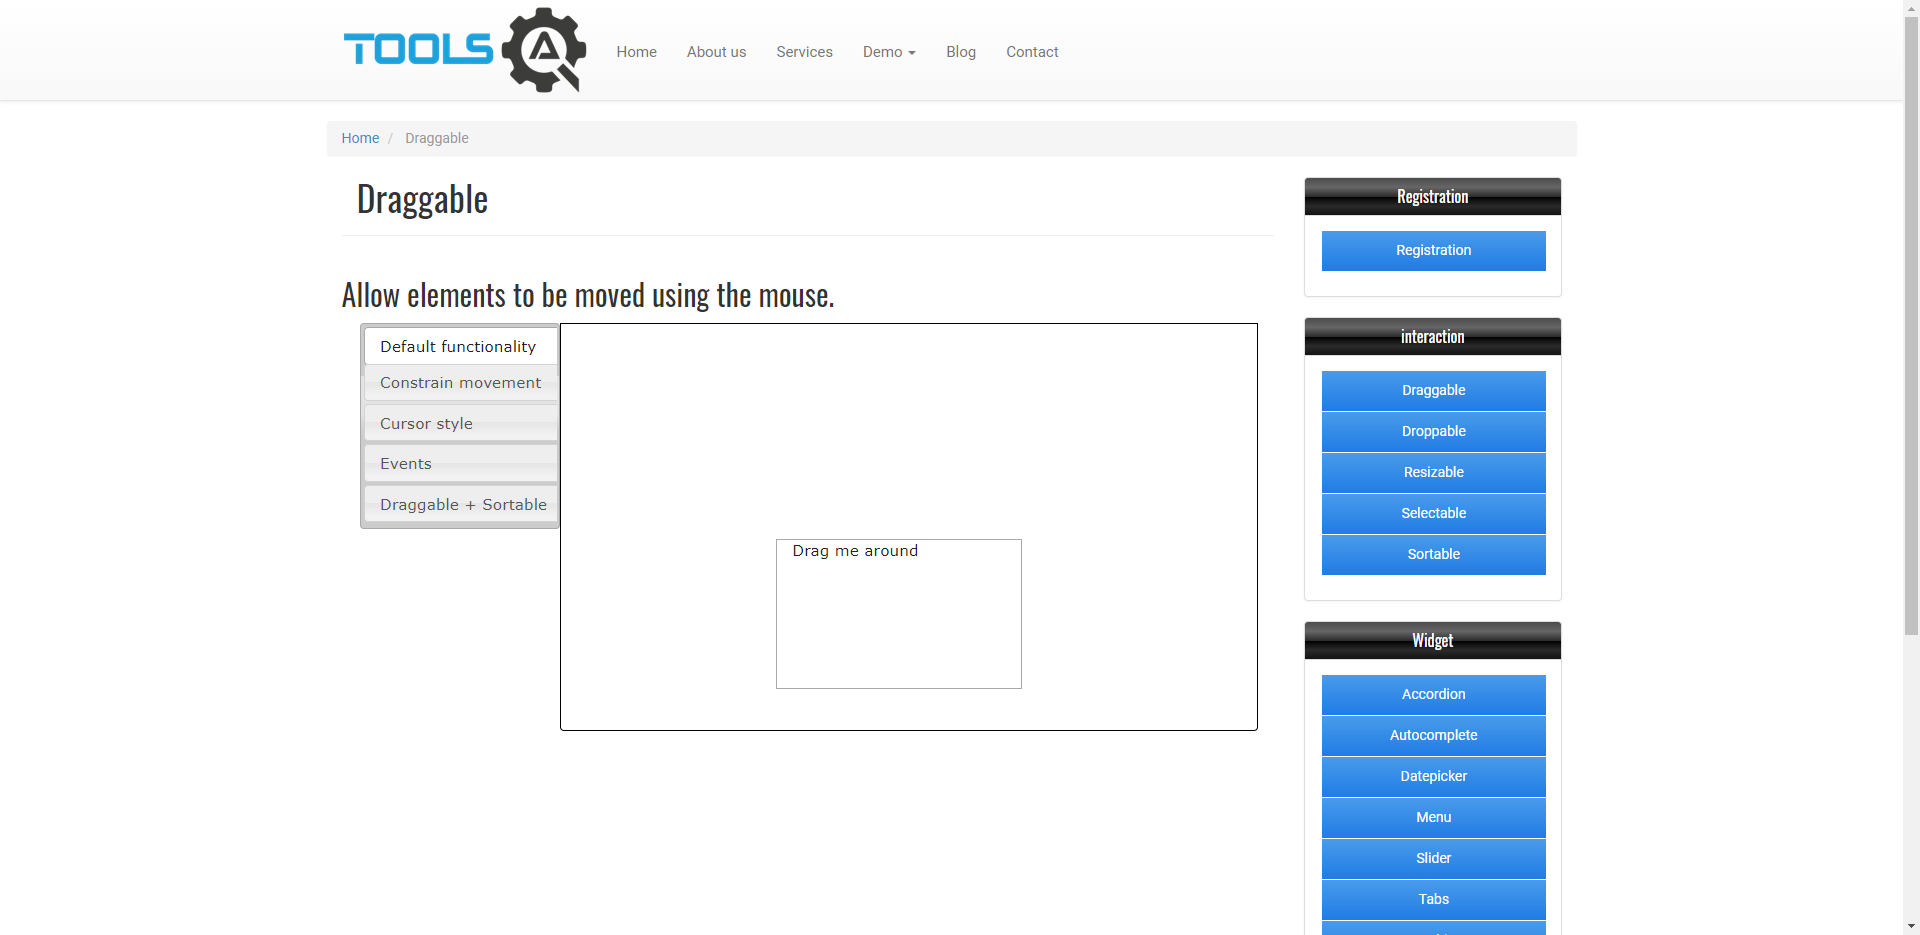 TOOLS QA
Home About us Services Demo Blog Contact
Home / Draggable
Draggable
Allow elements to be moved using the mouse.
Default functionality
Constrain movement
Cursor style
Events
Draggable + Sortable
Drag me around
Registration
Registration
interaction
Draggable
Droppable
Resizable
Selectable
Sortable
Widget
Accordion
Autocomplete
Datepicker
Menu
Slider
Tabs